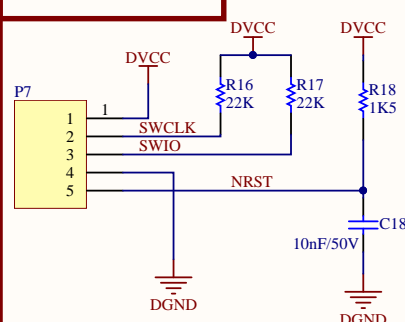 DVCC
DVCC
DVCC
R16
22K
R17
22K
R18
1K5
P7
1
1
2
SWCLK
3
SWIO
4
5
NRST
C18
10nF/50V
DGND
DGND